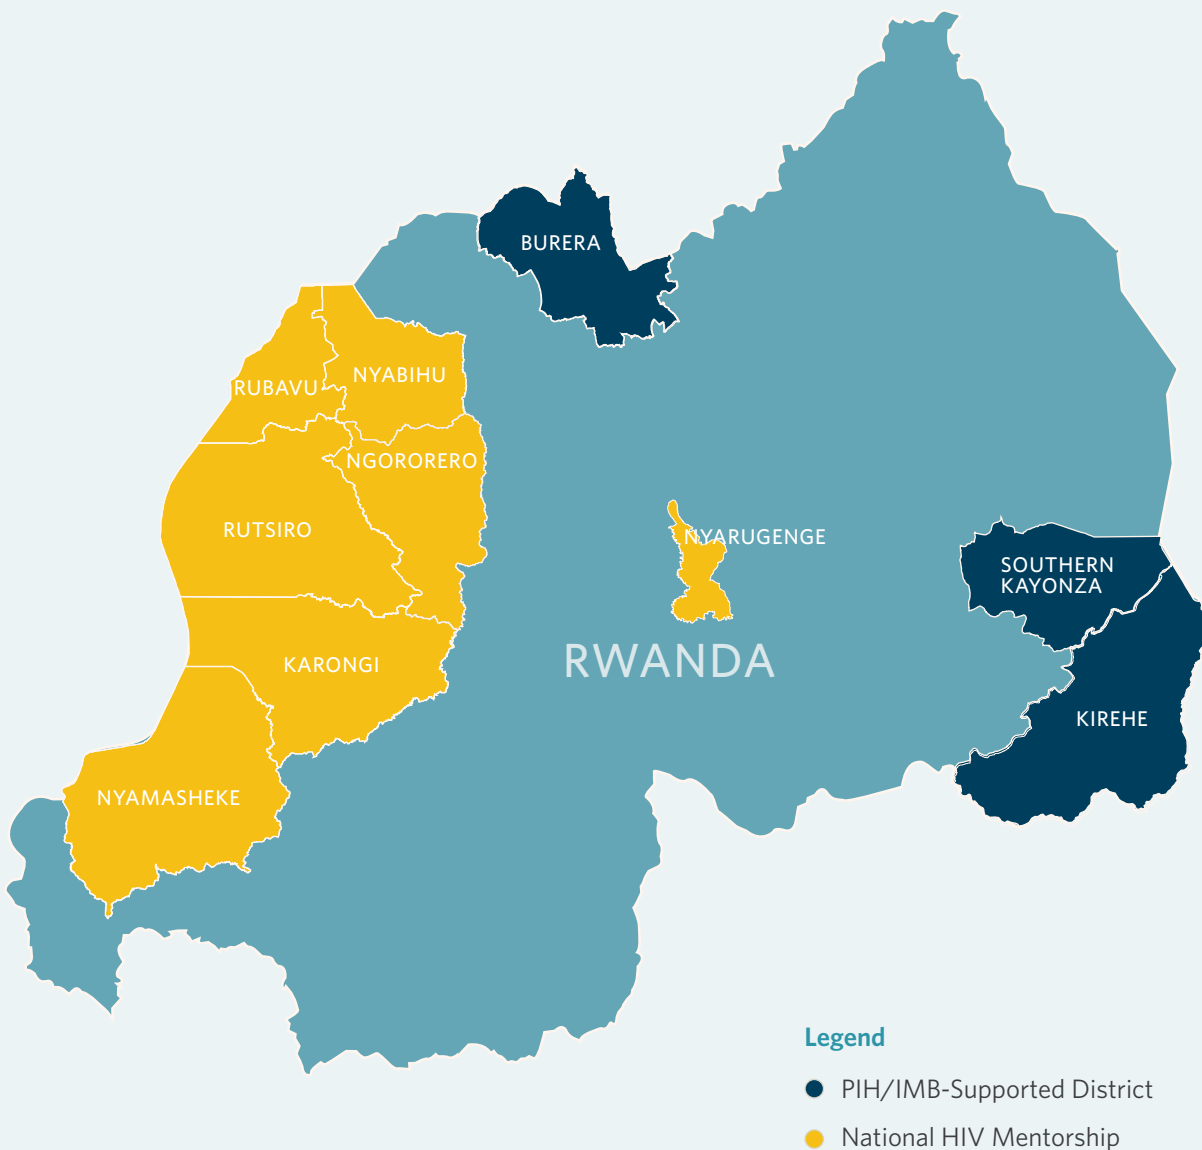 BURERA
NYABIHU
RUBAVU
NGORORERO
RUTSIRO
NYARUGENGE
SOUTHERN
KAYONZA
RWANDA
KARONGI
KIREHE
NYAMASHEKE
Legend
PIH/IMB-Supported District
National HIV Mentorship